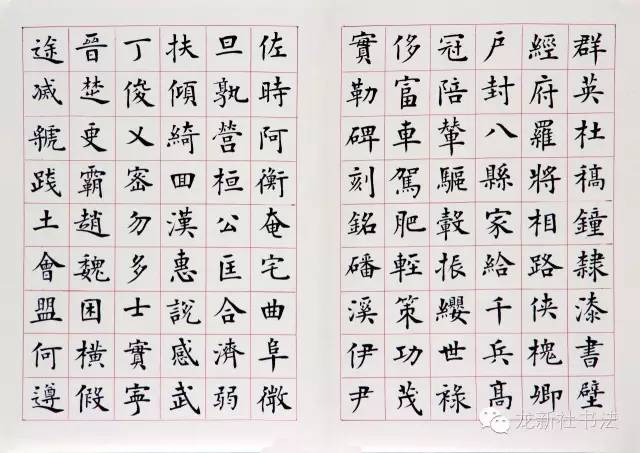 群英杜稿鐘隸漆書壁
經府羅將相路侠槐卿
戶封八縣家給千兵高
冠陪輦驅轂振纓世祿
侈富車駕肥輕策功茂
實勒碑刻銘磻溪伊尹
佐時阿衡奄宅曲阜微
旦孰營桓公匡合濟弱
扶傾綺回漢惠說感武
丁俊乂密勿多士實寧
晉楚更霸趙魏困橫假
途滅虢践土會盟何遵
龙新社书法